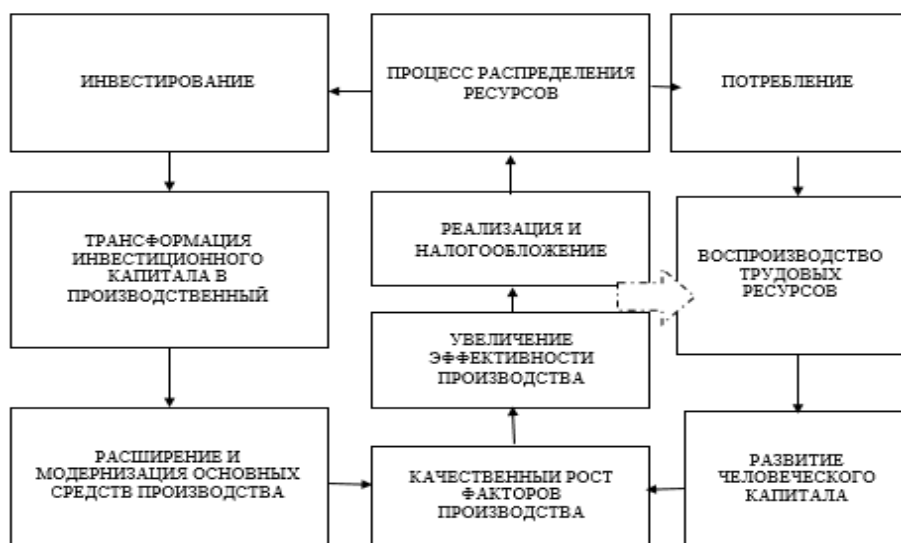 ИНВЕСТИРОВАНИЕ
ПРОЦЕСС РАСПРЕДЕЛЕНИЯ
РЕСУРСОВ
ПОТРЕБЛЕНИЕ
ТРАНСФОРМАЦИЯ
ИНВЕСТИЦИОННОГО
КАПИТАЛА В
ПРОИЗВОДСТВЕННЫЙ
РЕАЛИЗАЦИЯ И
НАЛОГООБЛОЖЕНИЕ
ВОСПРОИЗВОДСТВО
ТРУДОВЫХ
РЕСУРСОВ
УВЕЛИЧЕНИЕ
ЭФФЕКТИВНОСТИ
ПРОИЗВОДСТВА
РАСШИРЕНИЕ И
МОДЕРНИЗАЦИЯ ОСНОВНЫХ
СРЕДСТВ ПРОИЗВОДСТВА
КАЧЕСТВЕННЫЙ РОСТ
ФАКТОРОВ
ПРОИЗВОДСТВА
РАЗВИТИЕ
ЧЕЛОВЕЧЕСКОГО
КАПИТАЛА